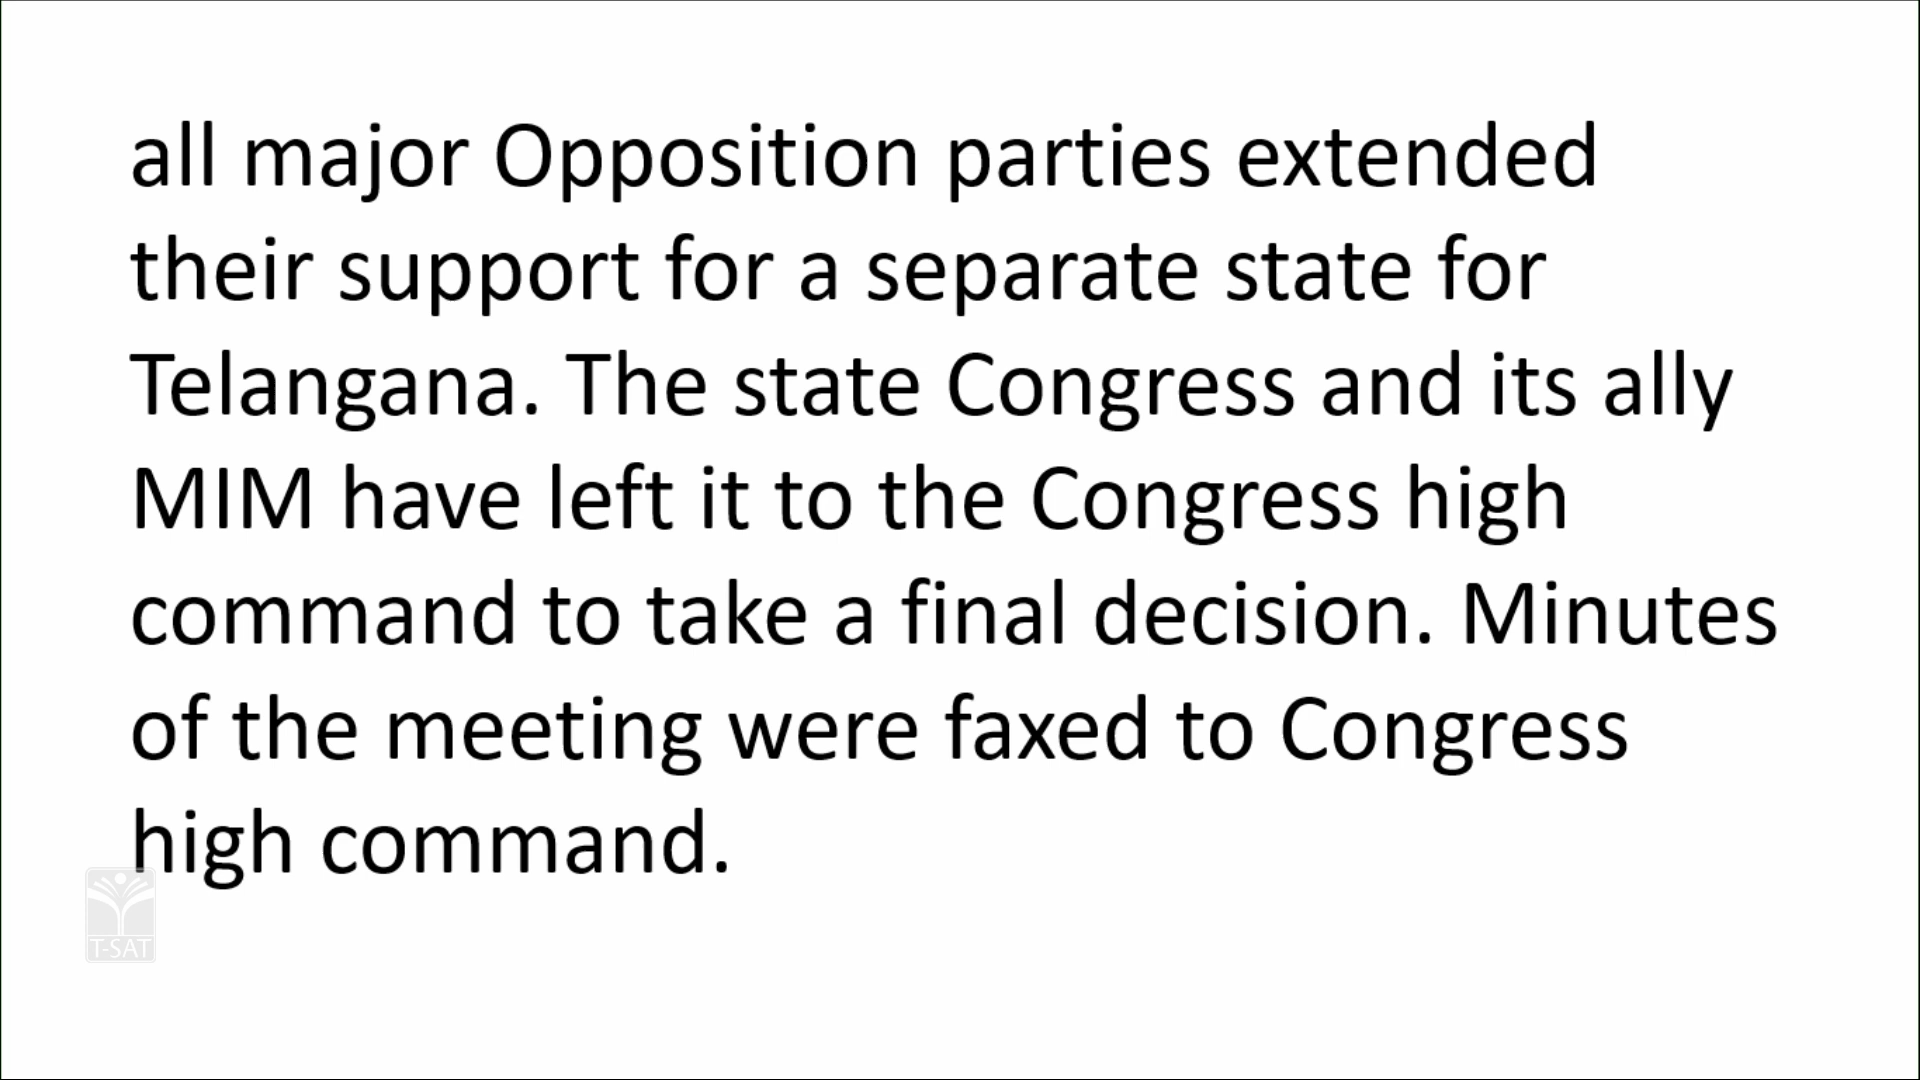 all major Opposition parties extended
their support for a separate state for
Telangana. The state Congress and its ally
MIM have left it to the Congress high
command to take a final decision. Minutes
of the meeting were faxed to Congress
high command.
T-SAT